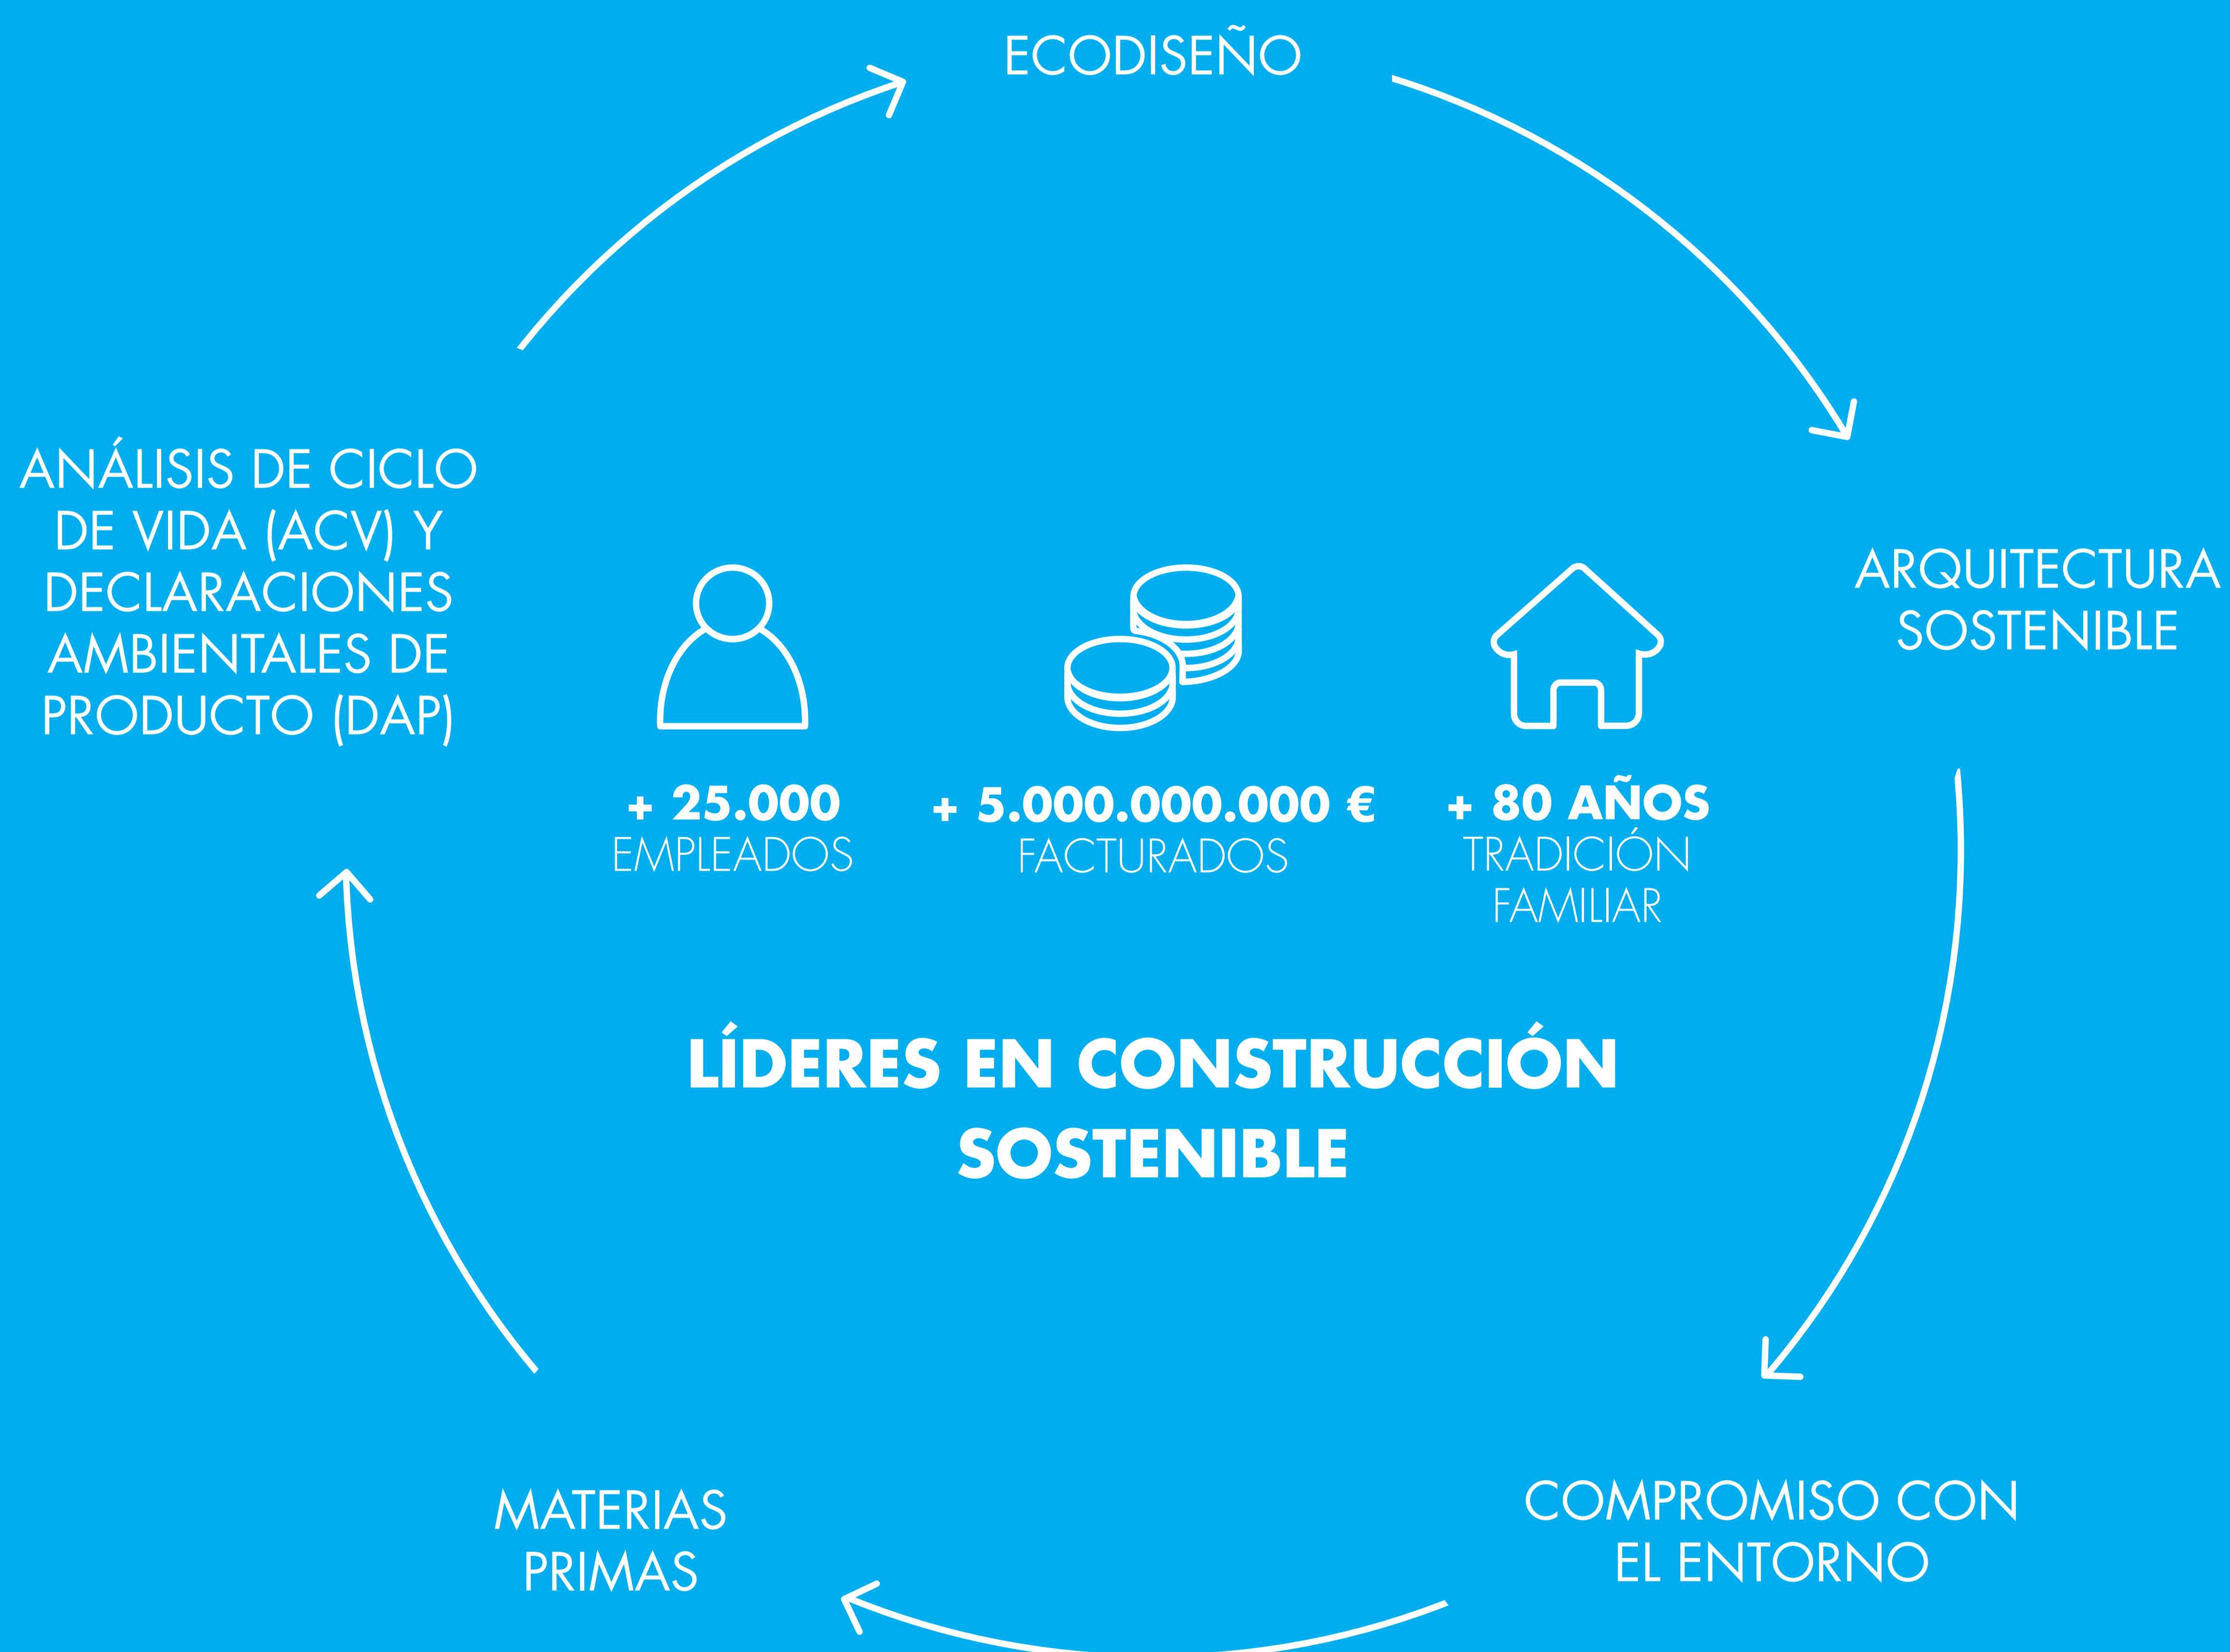 ECODISEÑO
ANÁLISIS DE CICLO
DE VIDA (ACV) Y
DECLARACIONES
AMBIENTALES DE
PRODUCTO (DAP)
ARQUITECTURA
SOSTENIBLE
+ 25.000
EMPLEADOS
+ 5.000.000.000 €
FACTURADOS
+ 80 AÑOS
TRADICIÓN
FAMILIAR
LÍDERES EN CONSTRUCCIÓN
SOSTENIBLE
MATERIAS
PRIMAS
COMPROMISO CON
EL ENTORNO